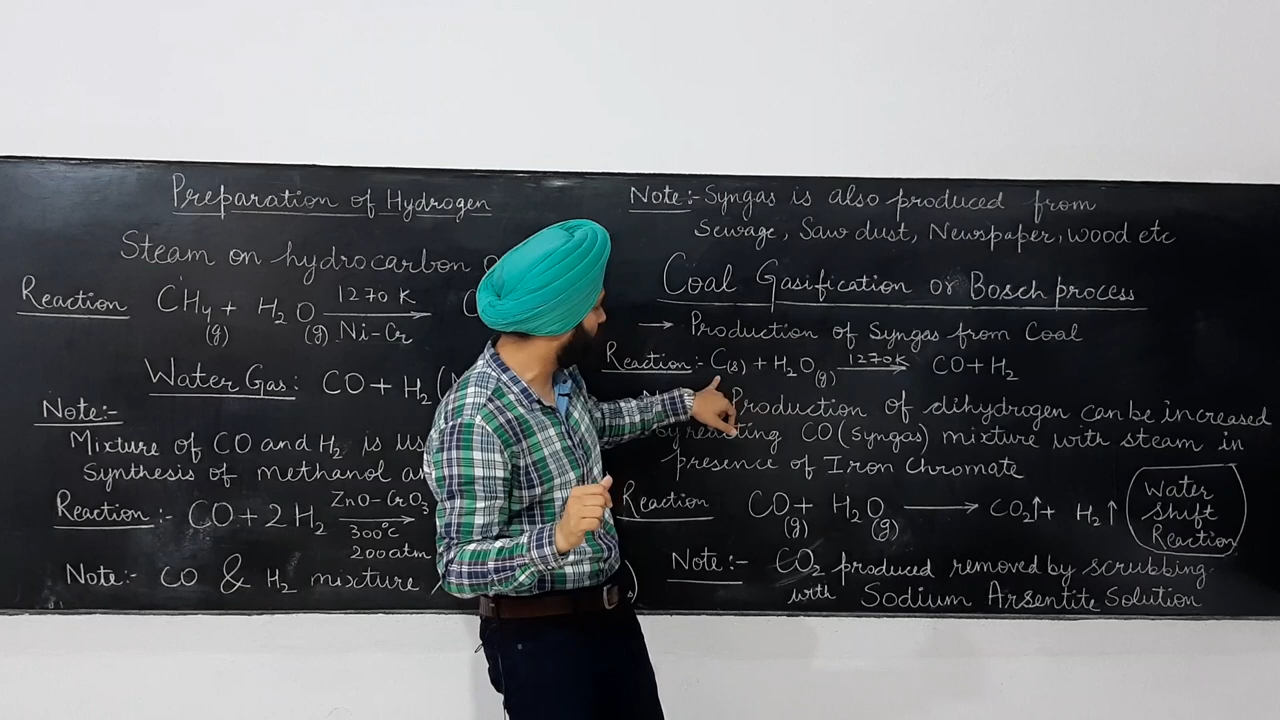 Preparation of Hydrogen
Steam on hydrocarbon
Reaction CH4(g) + H2O(g) 1270 K Ni-Cr →
Water Gas: CO + H2 (
Note:-
Mixture of CO and H2 is
Synthesis of methanol
Reaction:- CO + 2H2 ZnO-CrO3 300°C 200atm →
Note:- CO & H2 mixture
Note:- Syngas is also produced from
Sewage, Saw dust, Newspaper, wood etc
Coal Gasification or Bosch process
→ Production of Syngas from Coal
Reaction:- C(s) + H2O(g) 1270K → CO + H2
Production of dihydrogen can be increased
by reacting CO (syngas) mixture with steam in
presence of Iron Chromate
Reaction CO(g) + H2O(g) → CO2↑ + H2↑
Water
Shift
Reaction
Note:- CO2 produced removed by scrubbing
with Sodium Arsentite Solution